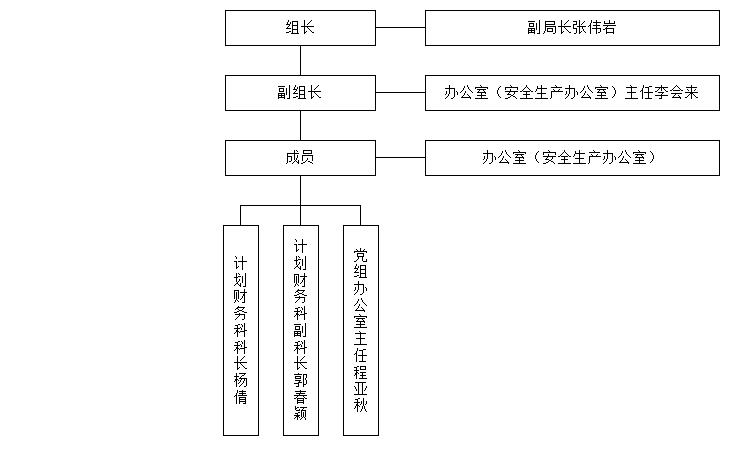 组长
副局长张伟岩
副组长
办公室（安全生产办公室）主任李会来
成员
办公室（安全生产办公室）
计划财务科科长杨倩
计划财务科副科长郭春颖
党组办公室主任程亚秋